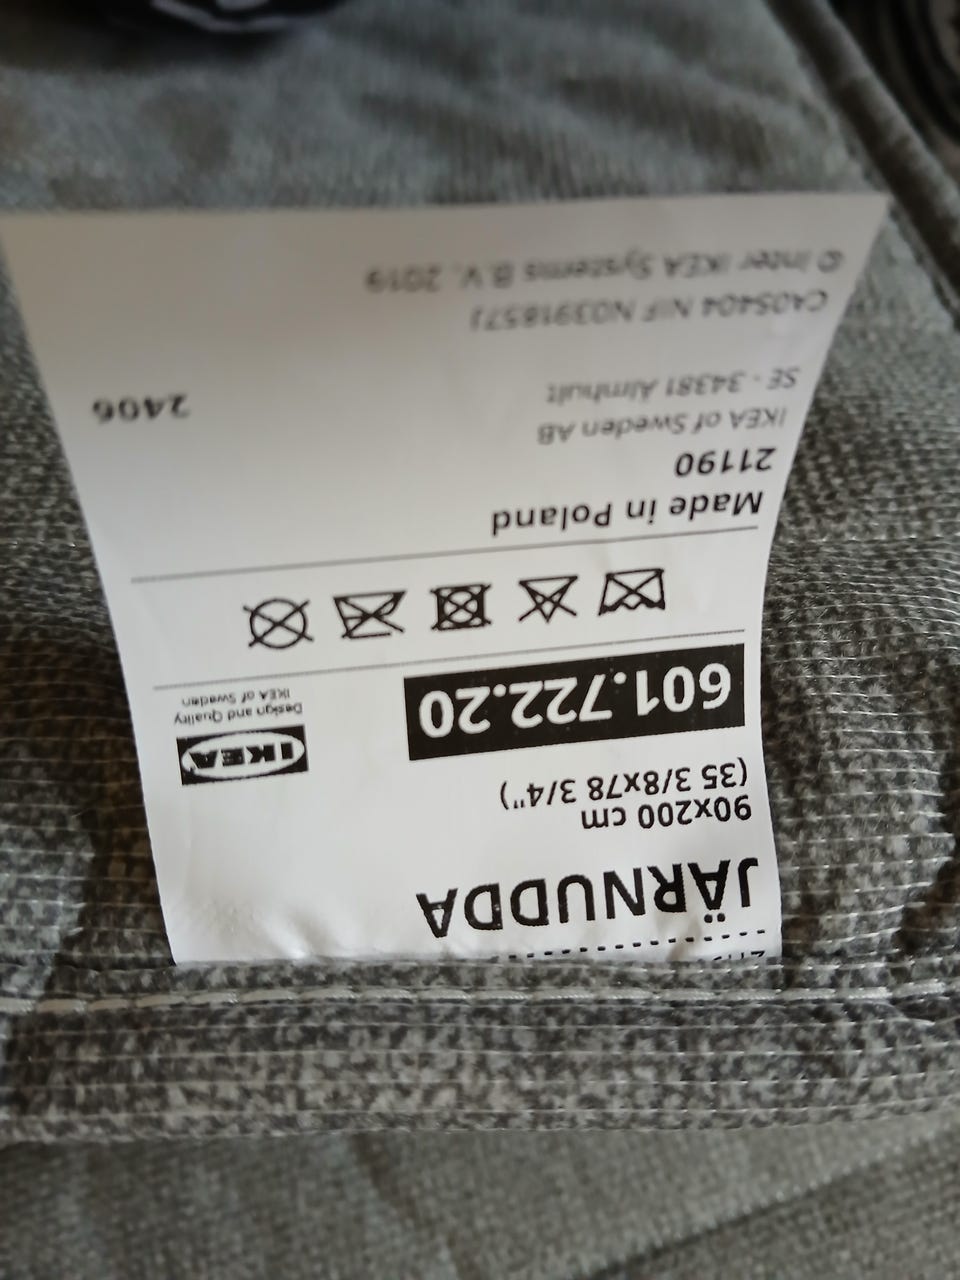 JÄRNUDDA
90x200 cm
(35 3/8x78 3/4")
601.722.20
IKEA
Design and Quality
IKEA of Sweden
Made in Poland
21190
IKEA of Sweden AB
SE - 34381 Älmhult
2406
CA05404 NIF N0391857J
© Inter IKEA Systems B.V. 2019